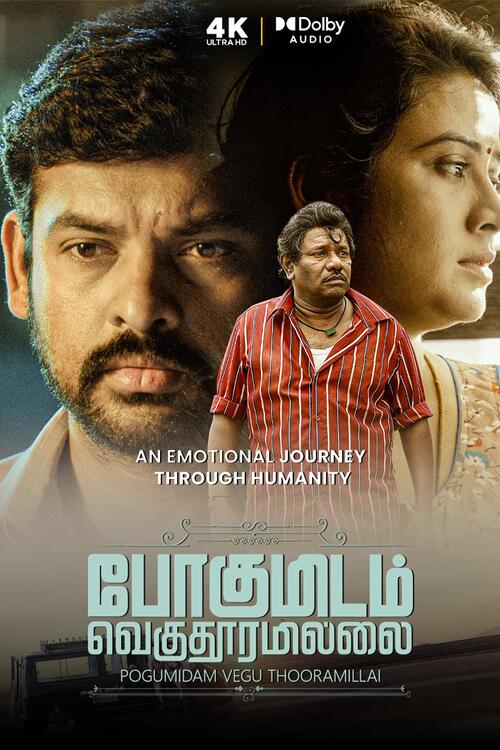 4K
ULTRA HD
Dolby
AUDIO
AN EMOTIONAL JOURNEY
THROUGH HUMANITY
போகுமிடம்
வெகுதூரமில்லை
POGUMIDAM VEGU THOORAMILLAI